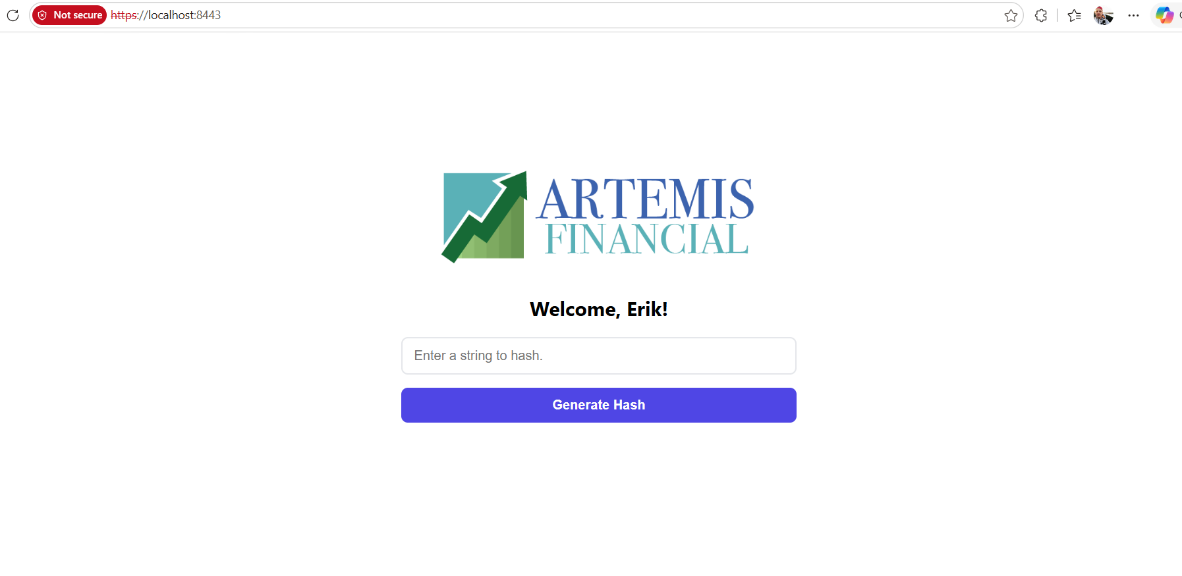 Not secure https://localhost:8443
ARTEMIS
FINANCIAL
Welcome, Erik!
Enter a string to hash.
Generate Hash